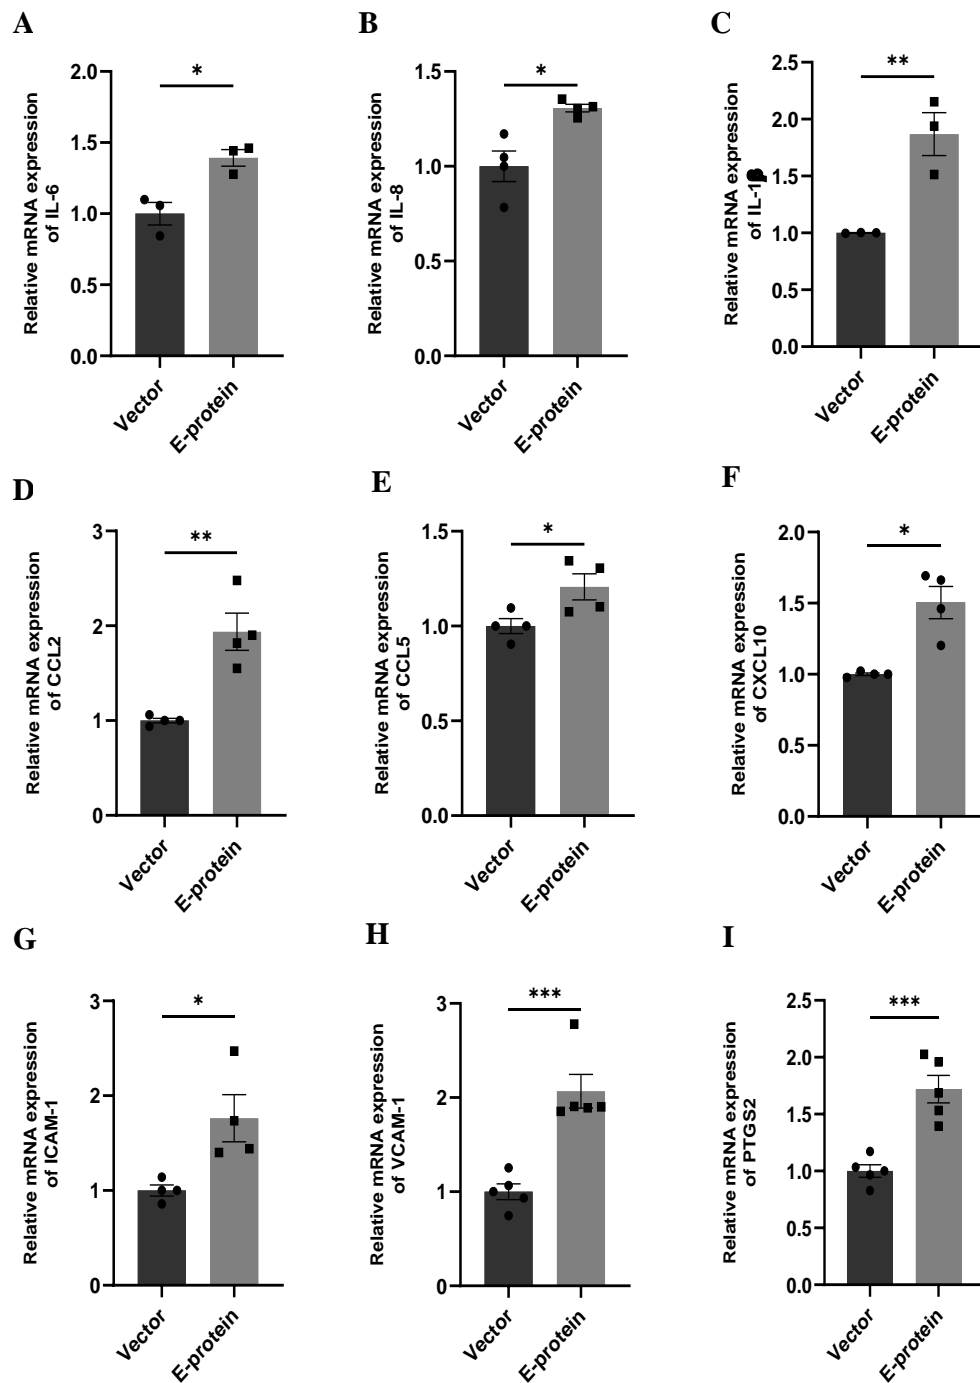 A
Relative mRNA expression
of IL-6
2.0
1.5
1.0
0.5
0.0
*
Vector
E-protein
B
Relative mRNA expression
of IL-8
1.5
1.0
0.5
0.0
*
Vector
E-protein
C
Relative mRNA expression
of IL-1
2.5
2.0
1.5
1.0
0.5
0.0
**
Vector
E-protein
D
Relative mRNA expression
of CCL2
3
2
1
0
**
Vector
E-protein
E
Relative mRNA expression
of CCL5
1.5
1.0
0.5
0.0
*
Vector
E-protein
F
Relative mRNA expression
of CXCL10
2.0
1.5
1.0
0.5
0.0
*
Vector
E-protein
G
Relative mRNA expression
of ICAM-1
3
2
1
0
*
Vector
E-protein
H
Relative mRNA expression
of VCAM-1
3
2
1
0
***
Vector
E-protein
I
Relative mRNA expression
of PTGS2
2.5
2.0
1.5
1.0
0.5
0.0
***
Vector
E-protein